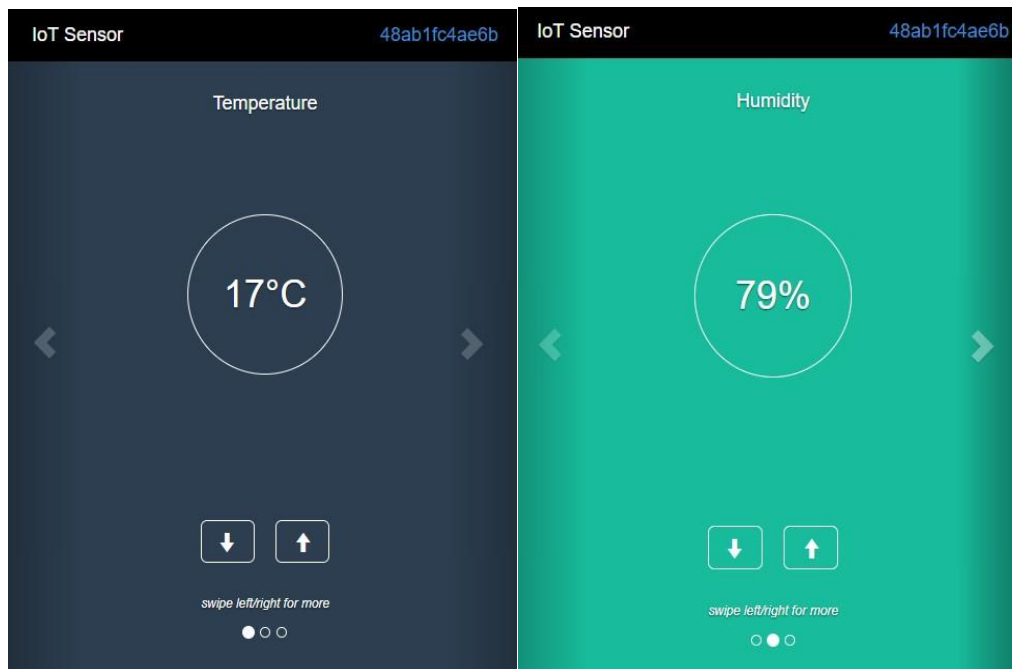 IoT Sensor 48ab1fc4ae6b
Temperature
17°C
swipe left/right for more
IoT Sensor 48ab1fc4ae6b
Humidity
79%
swipe left/right for more